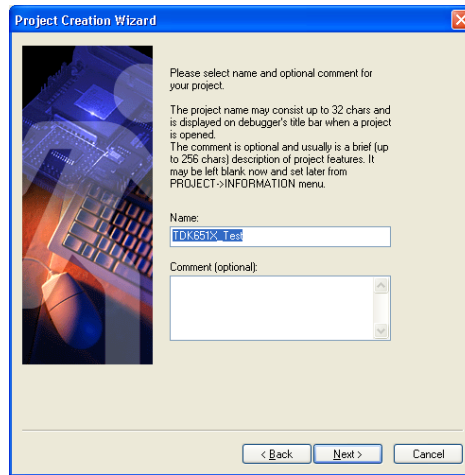 Project Creation Wizard
Please select name and optional comment for
your project.
The project name may consist up to 32 chars and
is displayed on debugger's title bar when a project
is opened.
The comment is optional and usually is a brief (up
to 256 chars) description of project features. It
may be left blank now and set later from
PROJECT->INFORMATION menu.
Name:
TDK651X_Test
Comment (optional):
< Back
Next >
Cancel